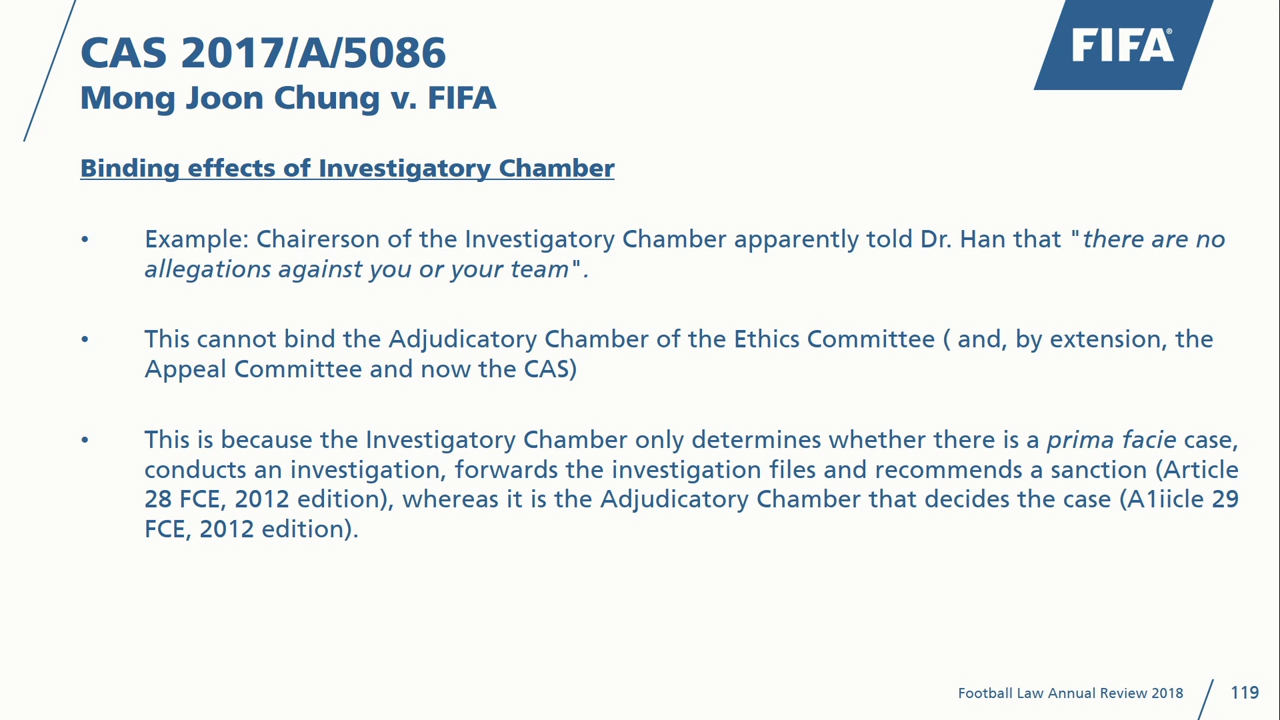 CAS 2017/A/5086
Mong Joon Chung v. FIFA
FIFA®
Binding effects of Investigatory Chamber
• Example: Chairerson of the Investigatory Chamber apparently told Dr. Han that "there are no
allegations against you or your team".
• This cannot bind the Adjudicatory Chamber of the Ethics Committee ( and, by extension, the
Appeal Committee and now the CAS)
• This is because the Investigatory Chamber only determines whether there is a prima facie case,
conducts an investigation, forwards the investigation files and recommends a sanction (Article
28 FCE, 2012 edition), whereas it is the Adjudicatory Chamber that decides the case (A1iicle 29
FCE, 2012 edition).
Football Law Annual Review 2018
119